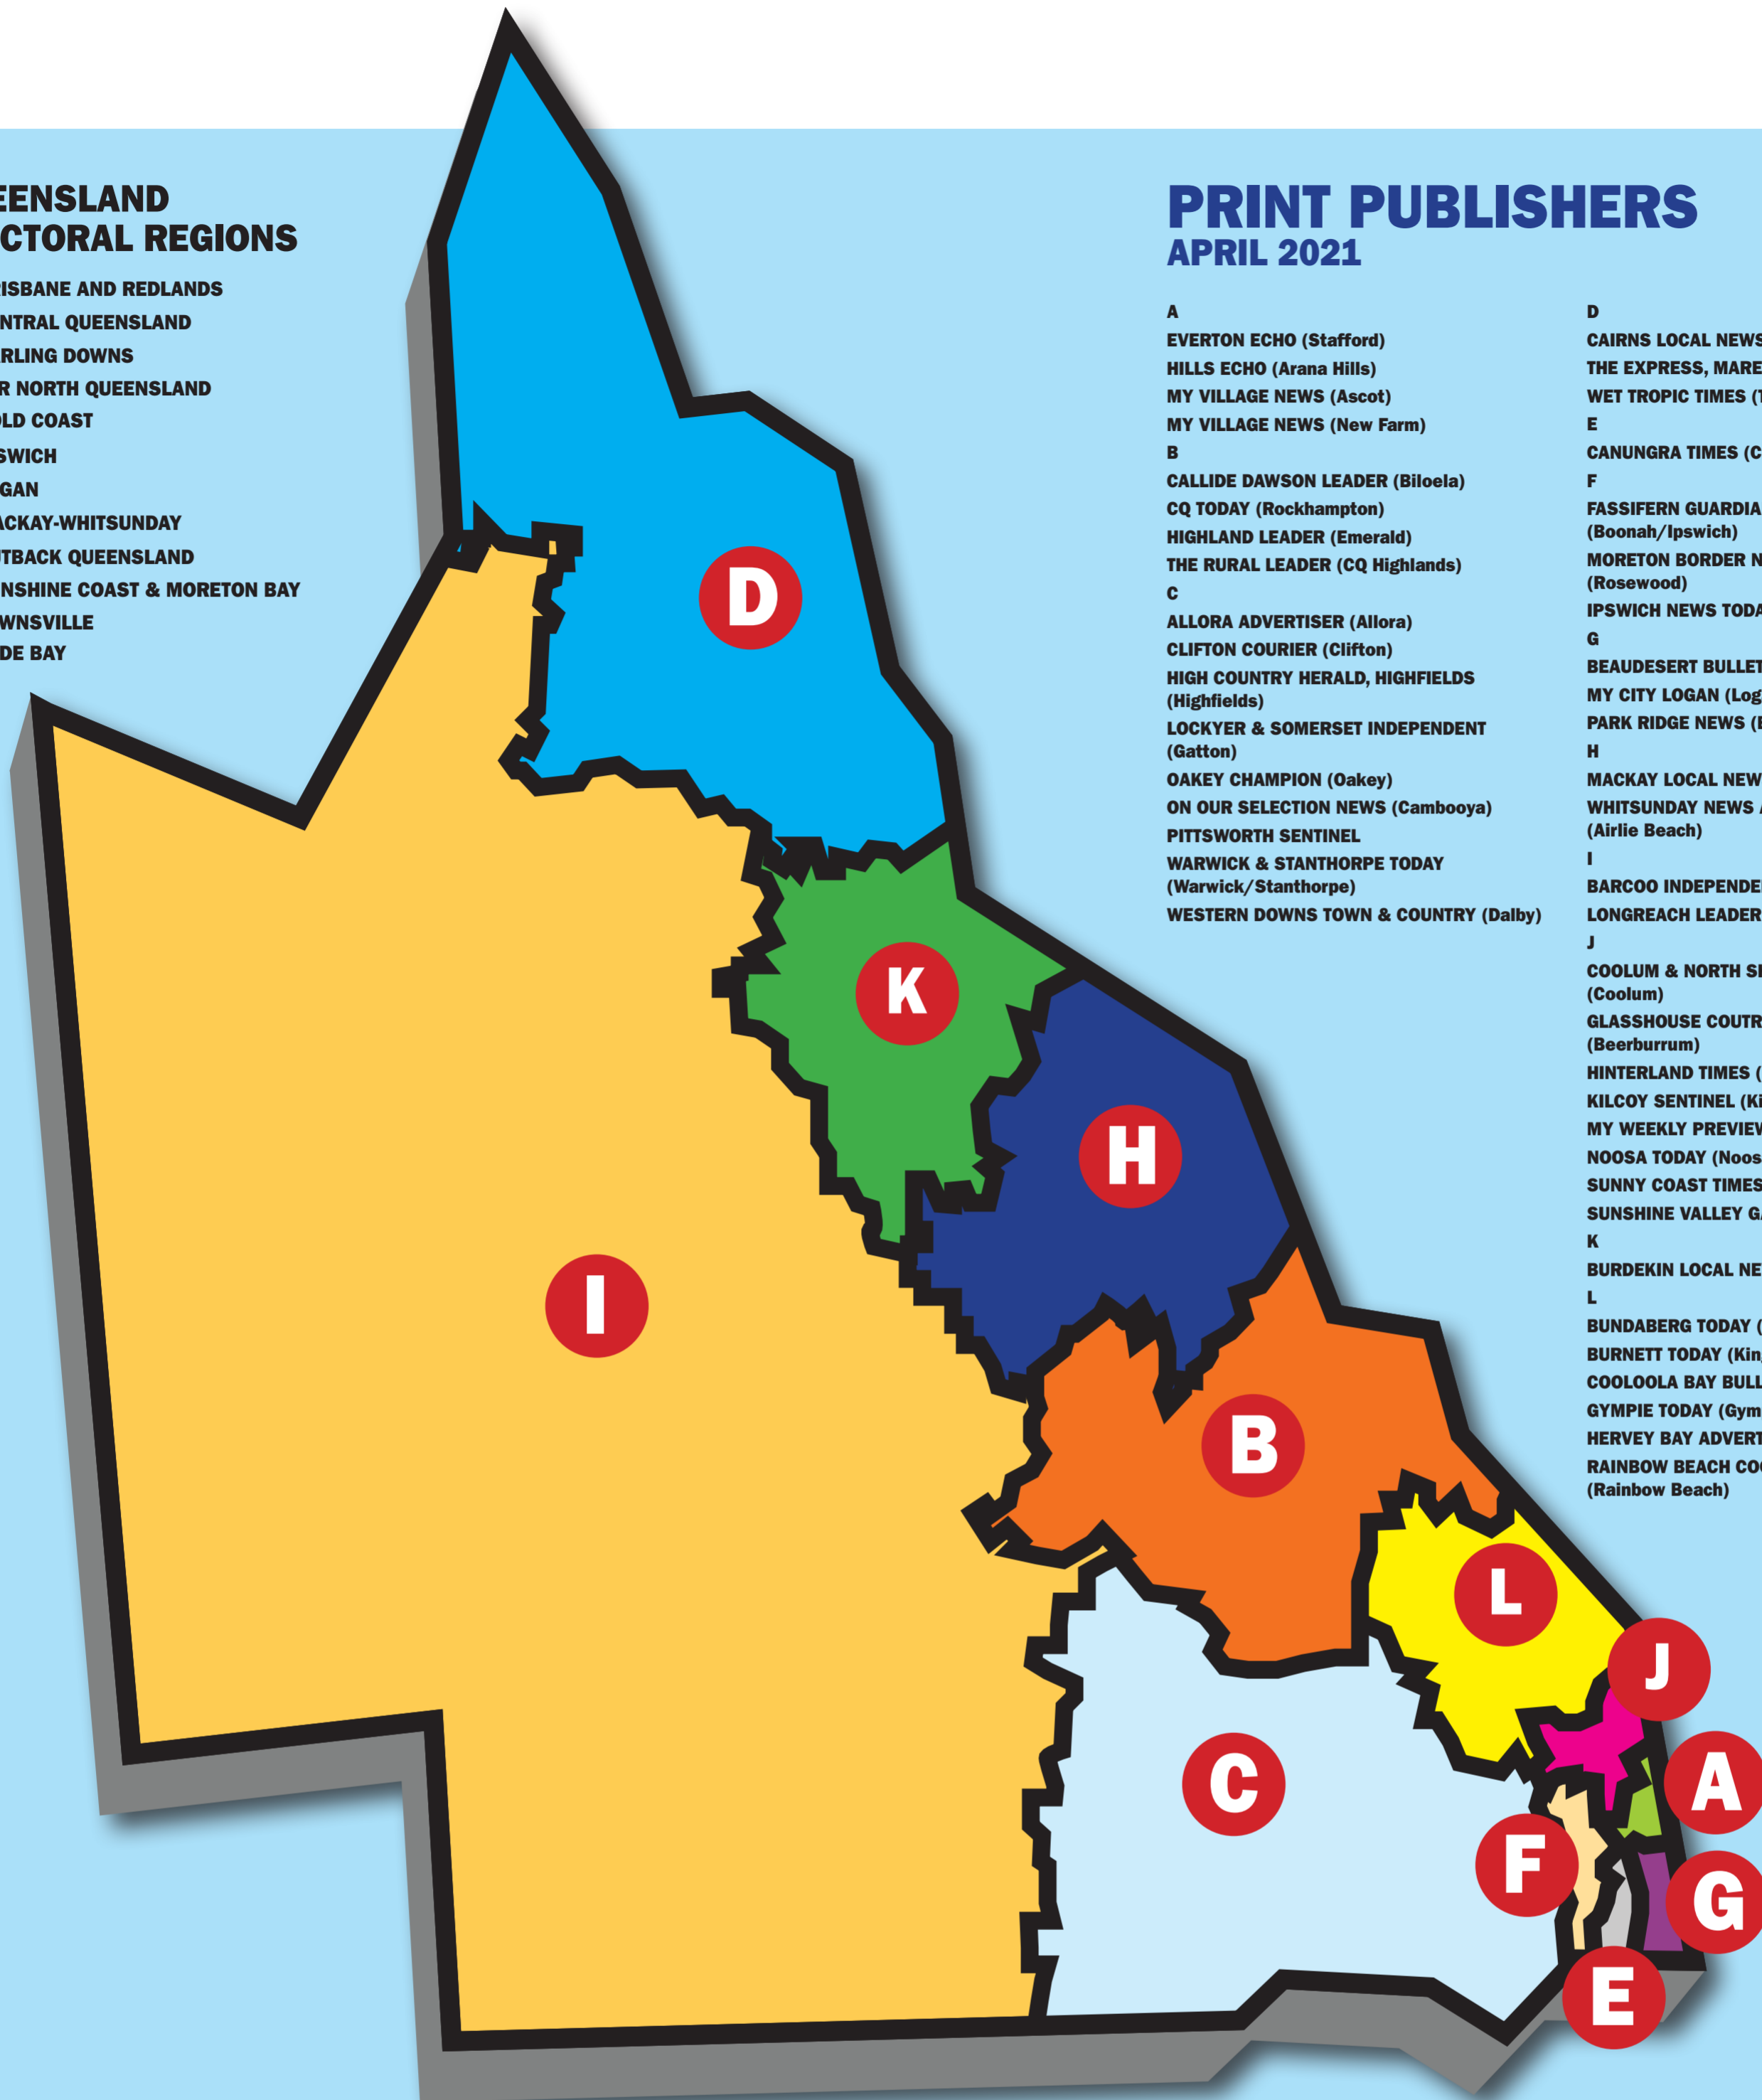 EENSLAND
CTORAL REGIONS
ISBANE AND REDLANDS
NTRAL QUEENSLAND
RLING DOWNS
R NORTH QUEENSLAND
OLD COAST
SWICH
GAN
ACKAY-WHITSUNDAY
TBACK QUEENSLAND
NSHINE COAST & MORETON BAY
WNSVILLE
DE BAY
PRINT PUBLISHERS
APRIL 2021
A
EVERTON ECHO (Stafford)
HILLS ECHO (Arana Hills)
MY VILLAGE NEWS (Ascot)
MY VILLAGE NEWS (New Farm)
B
CALLIDE DAWSON LEADER (Biloela)
CQ TODAY (Rockhampton)
HIGHLAND LEADER (Emerald)
THE RURAL LEADER (CQ Highlands)
C
ALLORA ADVERTISER (Allora)
CLIFTON COURIER (Clifton)
HIGH COUNTRY HERALD, HIGHFIELDS
(Highfields)
LOCKYER & SOMERSET INDEPENDENT
(Gatton)
OAKEY CHAMPION (Oakey)
ON OUR SELECTION NEWS (Cambooya)
PITTSWORTH SENTINEL
WARWICK & STANTHORPE TODAY
(Warwick/Stanthorpe)
WESTERN DOWNS TOWN & COUNTRY (Dalby)
D
CAIRNS LOCAL NEWS
THE EXPRESS, MARE
WET TROPIC TIMES (T
E
CANUNGRA TIMES (C
F
FASSIFERN GUARDIA
(Boonah/Ipswich)
MORETON BORDER N
(Rosewood)
IPSWICH NEWS TODA
G
BEAUDESERT BULLET
MY CITY LOGAN (Log
PARK RIDGE NEWS (
H
MACKAY LOCAL NEW
WHITSUNDAY NEWS
(Airlie Beach)
I
BARCOO INDEPENDE
LONGREACH LEADER
J
COOLUM & NORTH S
(Coolum)
GLASSHOUSE COUTR
(Beerburrum)
HINTERLAND TIMES (
KILCOY SENTINEL (Ki
MY WEEKLY PREVIEW
NOOSA TODAY (Noos
SUNNY COAST TIMES
SUNSHINE VALLEY G
K
BURDEKIN LOCAL NE
L
BUNDABERG TODAY (
BURNETT TODAY (Kin
COOLOOLA BAY BULL
GYMPIE TODAY (Gym
HERVEY BAY ADVERT
RAINBOW BEACH CO
(Rainbow Beach)
D
K
H
I
B
L
J
C
A
F
G
E